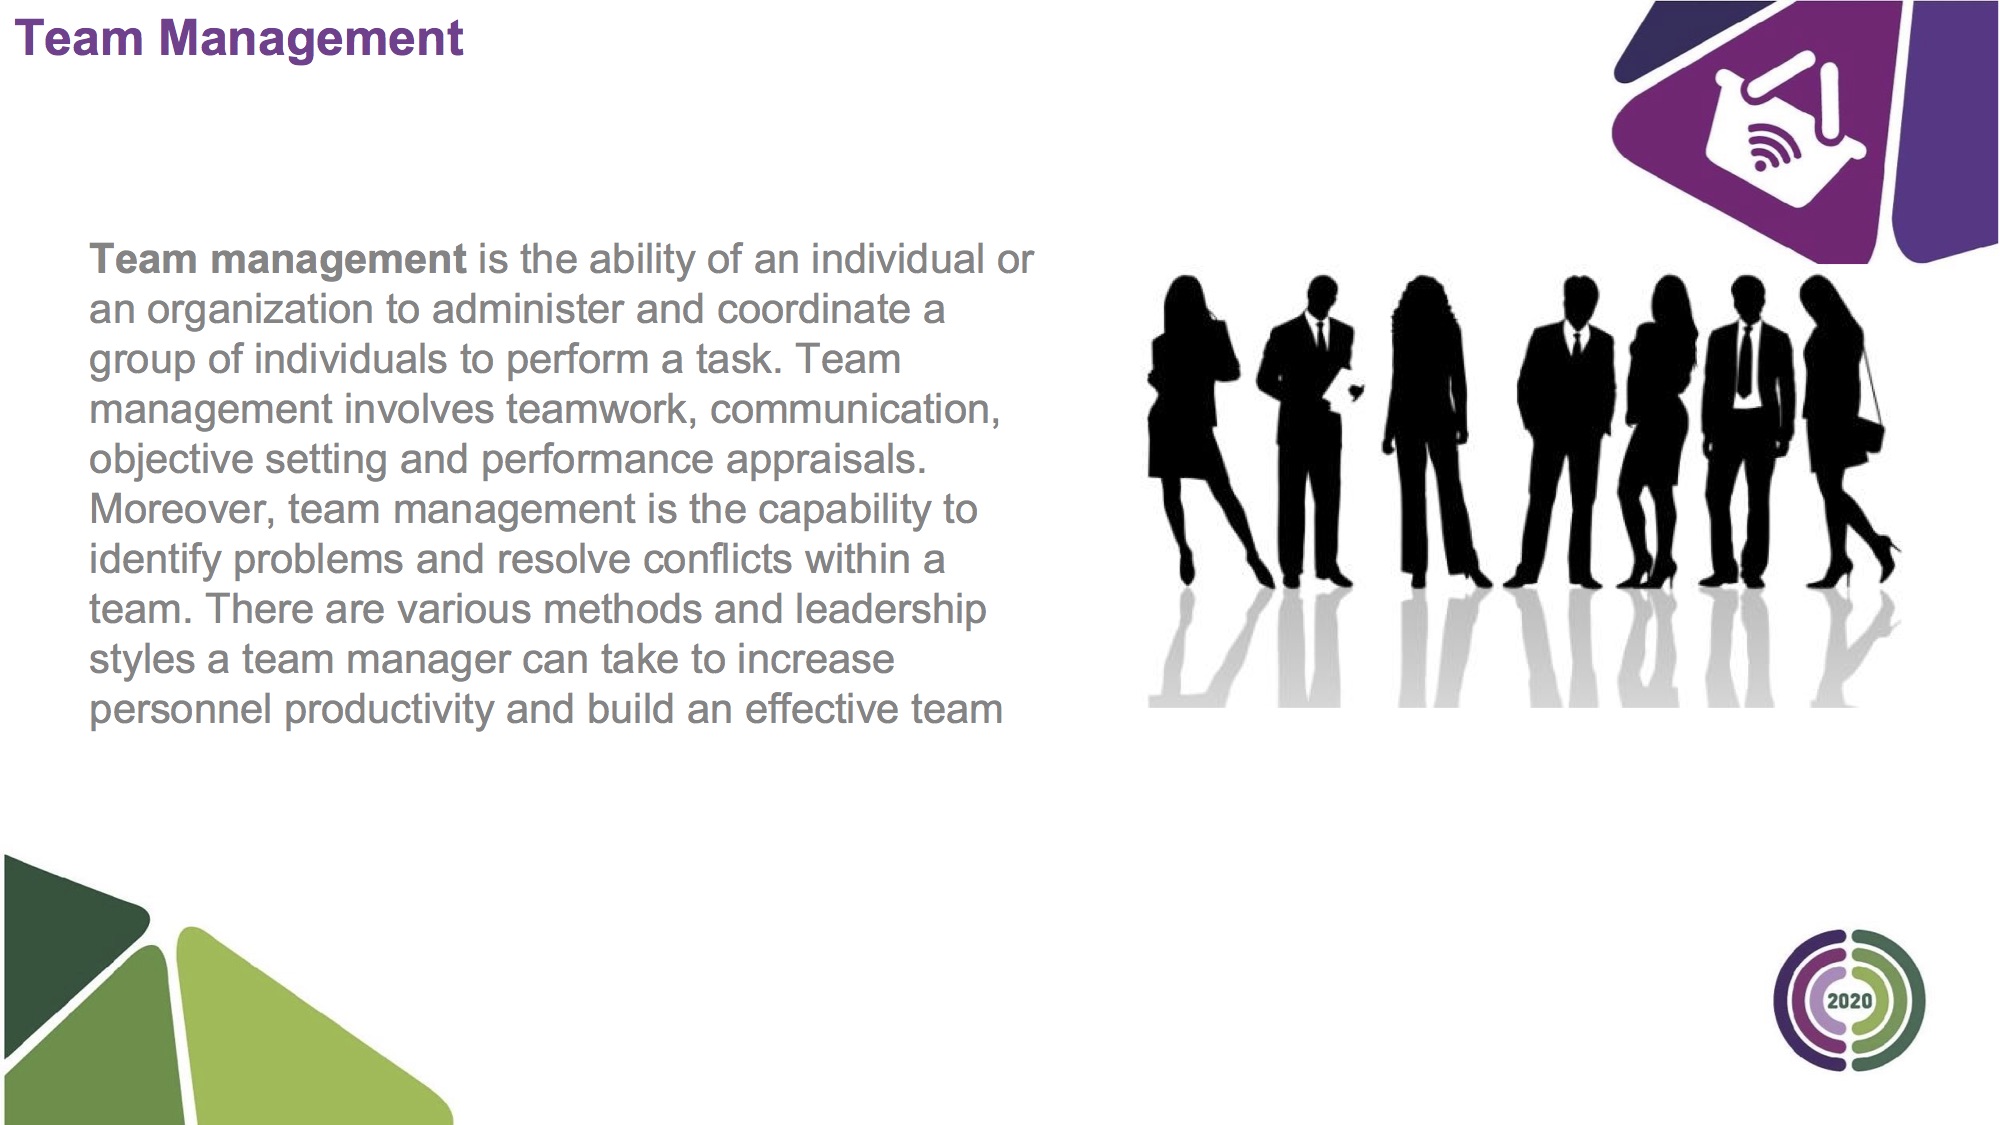 Team Management
Team management is the ability of an individual or
an organization to administer and coordinate a
group of individuals to perform a task. Team
management involves teamwork, communication,
objective setting and performance appraisals.
Moreover, team management is the capability to
identify problems and resolve conflicts within a
team. There are various methods and leadership
styles a team manager can take to increase
personnel productivity and build an effective team
2020